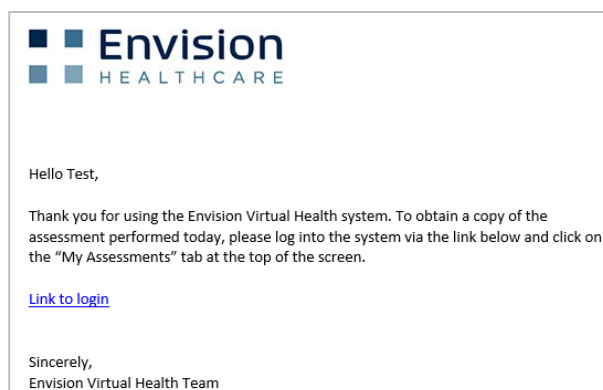 Envision
HEALTHCARE
Hello Test,
Thank you for using the Envision Virtual Health system. To obtain a copy of the
assessment performed today, please log into the system via the link below and click on
the “My Assessments” tab at the top of the screen.
Link to login
Sincerely,
Envision Virtual Health Team